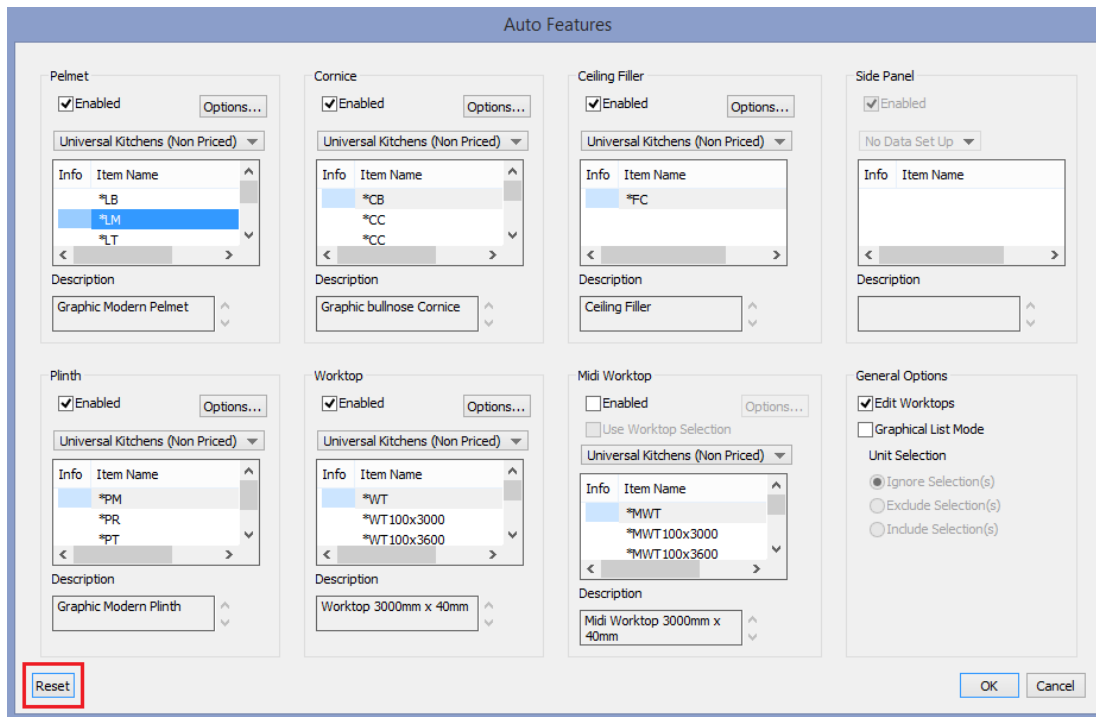 Auto Features
Pelmet
Enabled
Options...
Universal Kitchens (Non Priced)
Info Item Name
*LB
*LM
*LT
Description
Graphic Modern Pelmet
Cornice
Enabled
Options...
Universal Kitchens (Non Priced)
Info Item Name
*CB
*CC
*CC
Description
Graphic bullnose Cornice
Ceiling Filler
Enabled
Options...
Universal Kitchens (Non Priced)
Info Item Name
*FC
Description
Ceiling Filler
Side Panel
Enabled
No Data Set Up
Info Item Name
Description
Plinth
Enabled
Options...
Universal Kitchens (Non Priced)
Info Item Name
*PM
*PR
*PT
Description
Graphic Modern Plinth
Worktop
Enabled
Options...
Universal Kitchens (Non Priced)
Info Item Name
*WT
*WT100x3000
*WT100x3600
Description
Worktop 3000mm x 40mm
Midi Worktop
Enabled
Options...
Use Worktop Selection
Universal Kitchens (Non Priced)
Info Item Name
*MWT
*MWT100x3000
*MWT100x3600
Description
Midi Worktop 3000mm x
40mm
General Options
Edit Worktops
Graphical List Mode
Unit Selection
Ignore Selection(s)
Exclude Selection(s)
Include Selection(s)
Reset
OK
Cancel